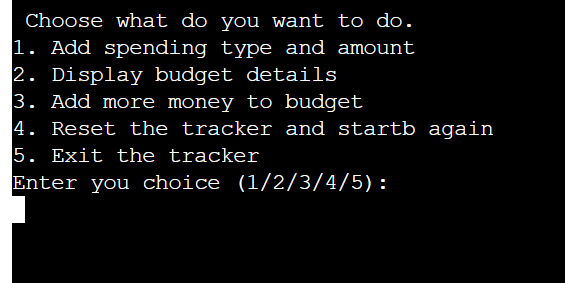 Choose what do you want to do.
1. Add spending type and amount
2. Display budget details
3. Add more money to budget
4. Reset the tracker and startb again
5. Exit the tracker
Enter you choice (1/2/3/4/5):